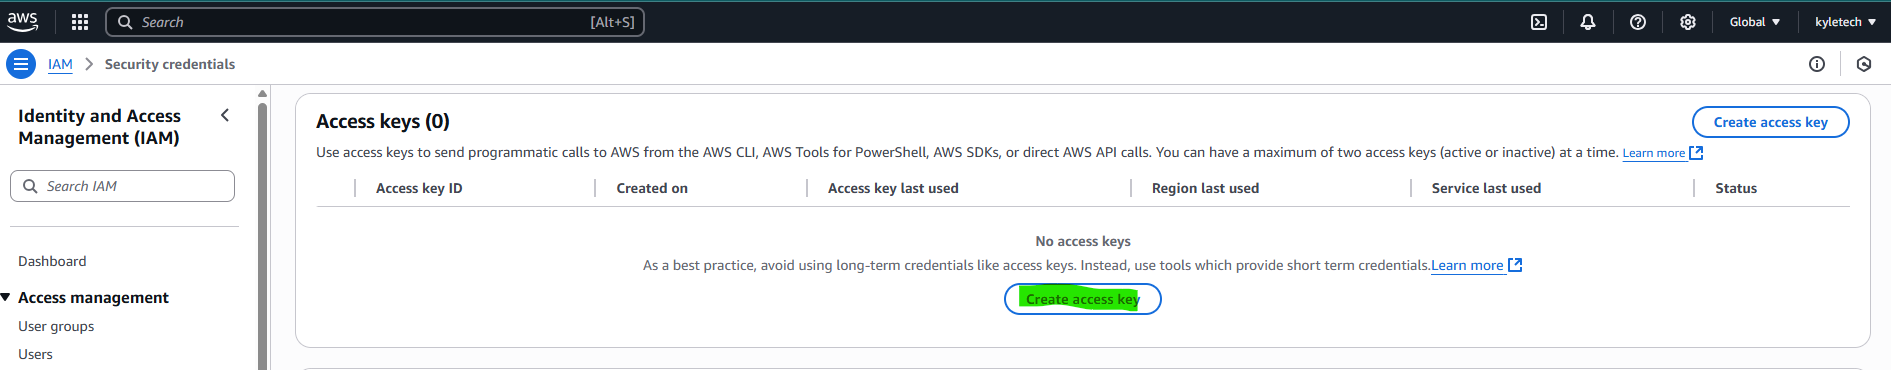 aws
Search
[Alt+S]
Global
kyletech
IAM
Security credentials
Identity and Access
Management (IAM)
Search IAM
Dashboard
Access management
User groups
Users
Access keys (0)
Create access key
Use access keys to send programmatic calls to AWS from the AWS CLI, AWS Tools for PowerShell, AWS SDKs, or direct AWS API calls. You can have a maximum of two access keys (active or inactive) at a time. Learn more
Access key ID
Created on
Access key last used
Region last used
Service last used
Status
No access keys
As a best practice, avoid using long-term credentials like access keys. Instead, use tools which provide short term credentials.Learn more
Create access key